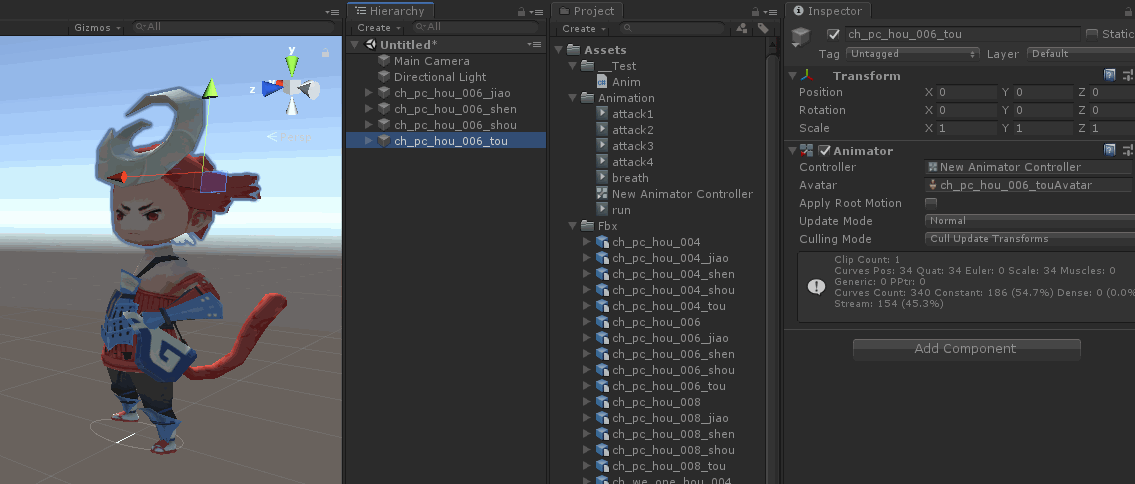 Gizmos
All
y
z
Persp
Hierarchy
Create
All
Untitled*
Main Camera
Directional Light
ch_pc_hou_006_jiao
ch_pc_hou_006_shen
ch_pc_hou_006_shou
ch_pc_hou_006_tou
Project
Create
Assets
__Test
Anim
Animation
attack1
attack2
attack3
attack4
breath
New Animator Controller
run
Fbx
ch_pc_hou_004
ch_pc_hou_004_jiao
ch_pc_hou_004_shen
ch_pc_hou_004_shou
ch_pc_hou_004_tou
ch_pc_hou_006
ch_pc_hou_006_jiao
ch_pc_hou_006_shen
ch_pc_hou_006_shou
ch_pc_hou_006_tou
ch_pc_hou_008
ch_pc_hou_008_jiao
ch_pc_hou_008_shen
ch_pc_hou_008_shou
ch_pc_hou_008_tou
ch_we_one_hou_004
Inspector
ch_pc_hou_006_tou Static
Tag Untagged Layer Default
Transform
Position X 0 Y 0 Z 0
Rotation X 0 Y 0 Z 0
Scale X 1 Y 1 Z 1
Animator
Controller New Animator Controller
Avatar ch_pc_hou_006_touAvatar
Apply Root Motion
Update Mode Normal
Culling Mode Cull Update Transforms
Clip Count: 1
Curves Pos: 34 Quat: 34 Euler: 0 Scale: 34 Muscles: 0
Generic: 0 PPtr: 0
Curves Count: 340 Constant: 186 (54.7%) Dense: 0 (0.0%
Stream: 154 (45.3%)
Add Component